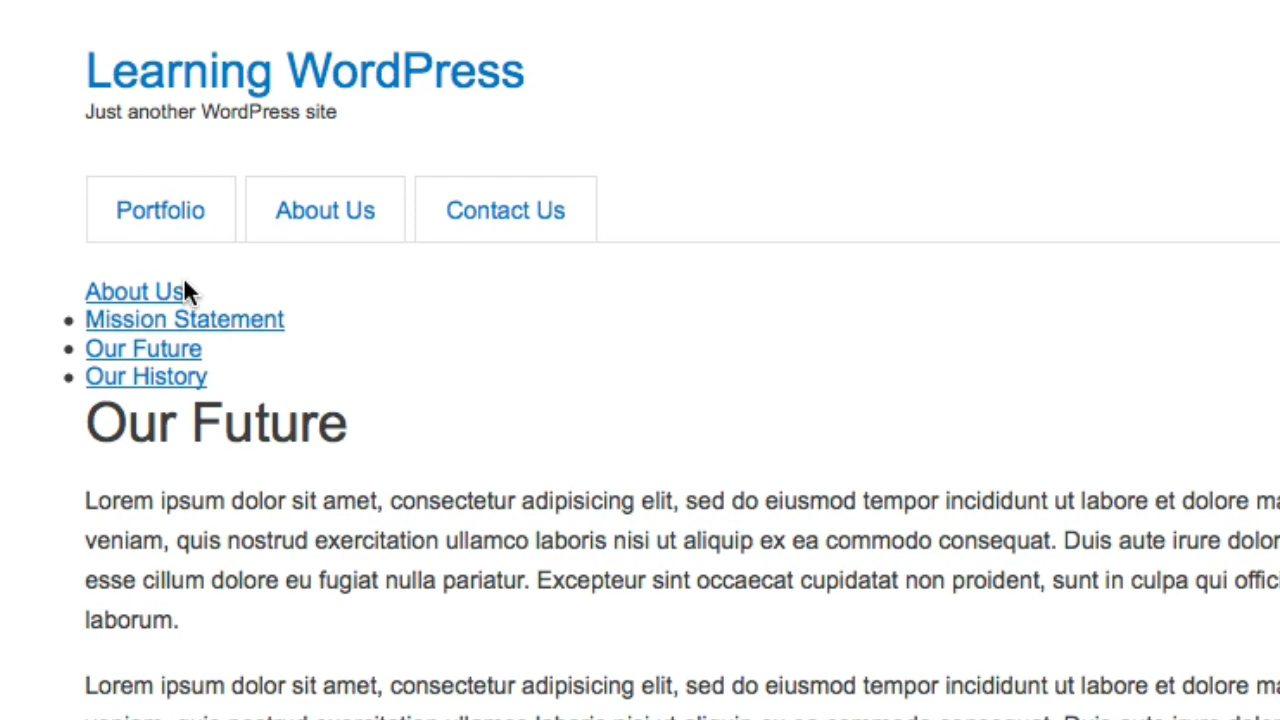 Learning WordPress
Just another WordPress site
Portfolio About Us Contact Us
About Us
Mission Statement
Our Future
Our History
Our Future
Lorem ipsum dolor sit amet, consectetur adipisicing elit, sed do eiusmod tempor incididunt ut labore et dolore
veniam, quis nostrud exercitation ullamco laboris nisi ut aliquip ex ea commodo consequat. Duis aute irure dolor
esse cillum dolore eu fugiat nulla pariatur. Excepteur sint occaecat cupidatat non proident, sunt in culpa qui
laborum.
Lorem ipsum dolor sit amet, consectetur adipisicing elit, sed do eiusmod tempor incididunt ut labore et dolore